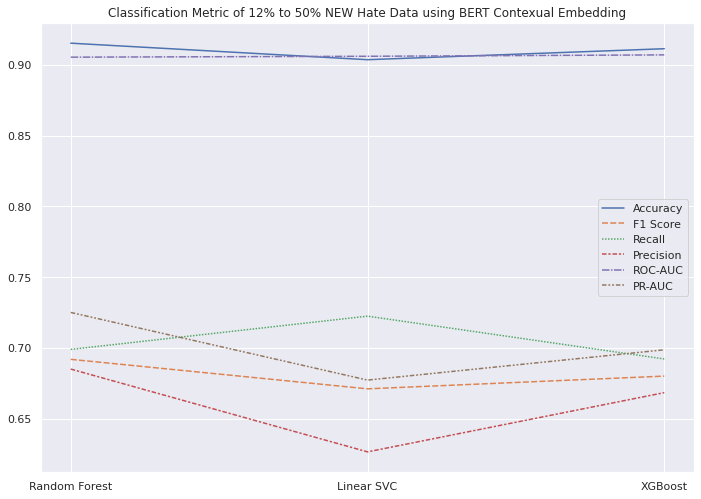 Classification Metric of 12% to 50% NEW Hate Data using BERT Contexual Embedding
0.90
0.85
0.80
0.75
0.70
0.65
Accuracy
F1 Score
Recall
Precision
ROC-AUC
PR-AUC
Random Forest
Linear SVC
XGBoost